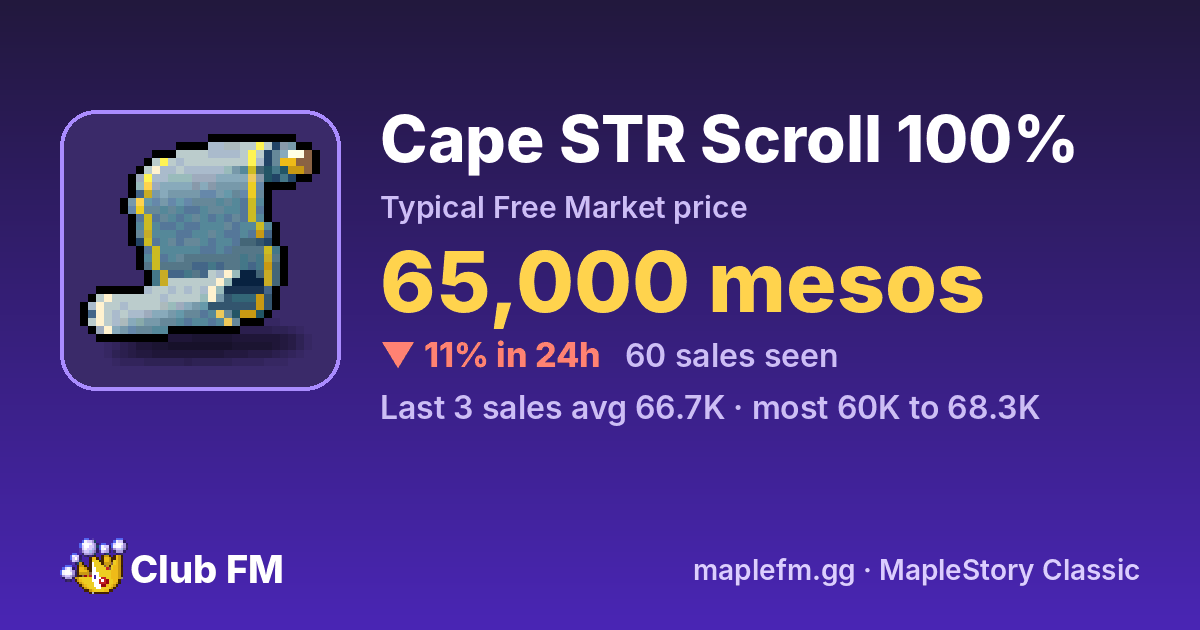 Cape STR Scroll 100%
Typical Free Market price
65,000 mesos
▼ 11% in 24h 60 sales seen
Last 3 sales avg 66.7K · most 60K to 68.3K
Club FM
maplefm.gg · MapleStory Classic